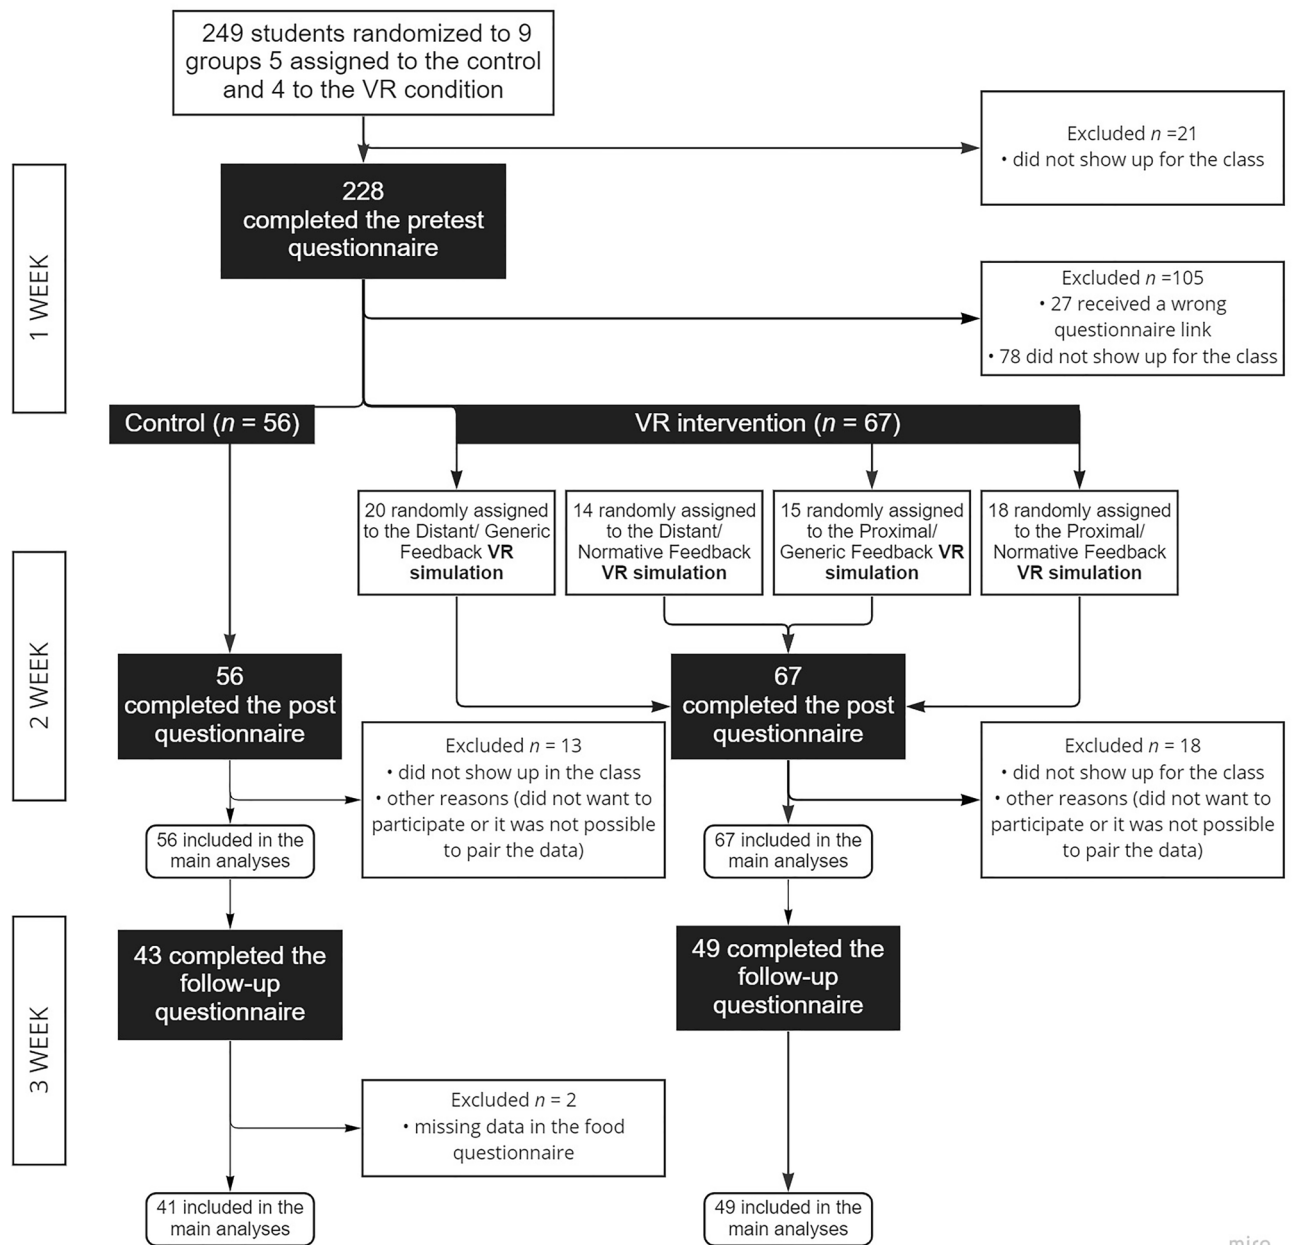 249 students randomized to 9
groups 5 assigned to the control
and 4 to the VR condition
Excluded n =21
• did not show up for the class
1 WEEK
228
completed the pretest
questionnaire
Excluded n =105
• 27 received a wrong
questionnaire link
• 78 did not show up for the class
Control (n = 56)
VR intervention (n = 67)
2 WEEK
20 randomly assigned
to the Distant/ Generic
Feedback VR
simulation
14 randomly assigned
to the Distant/
Normative Feedback
VR simulation
15 randomly assigned
to the Proximal/
Generic Feedback VR
simulation
18 randomly assigned
to the Proximal/
Normative Feedback
VR simulation
56
completed the post
questionnaire
67
completed the post
questionnaire
Excluded n = 13
• did not show up in the class
• other reasons (did not want to
participate or it was not possible
to pair the data)
Excluded n = 18
• did not show up for the class
• other reasons (did not want to
participate or it was not possible
to pair the data)
56 included in the
main analyses
67 included in the
main analyses
3 WEEK
43 completed the
follow-up
questionnaire
49 completed the
follow-up
questionnaire
Excluded n = 2
• missing data in the food
questionnaire
41 included in the
main analyses
49 included in the
main analyses
miro